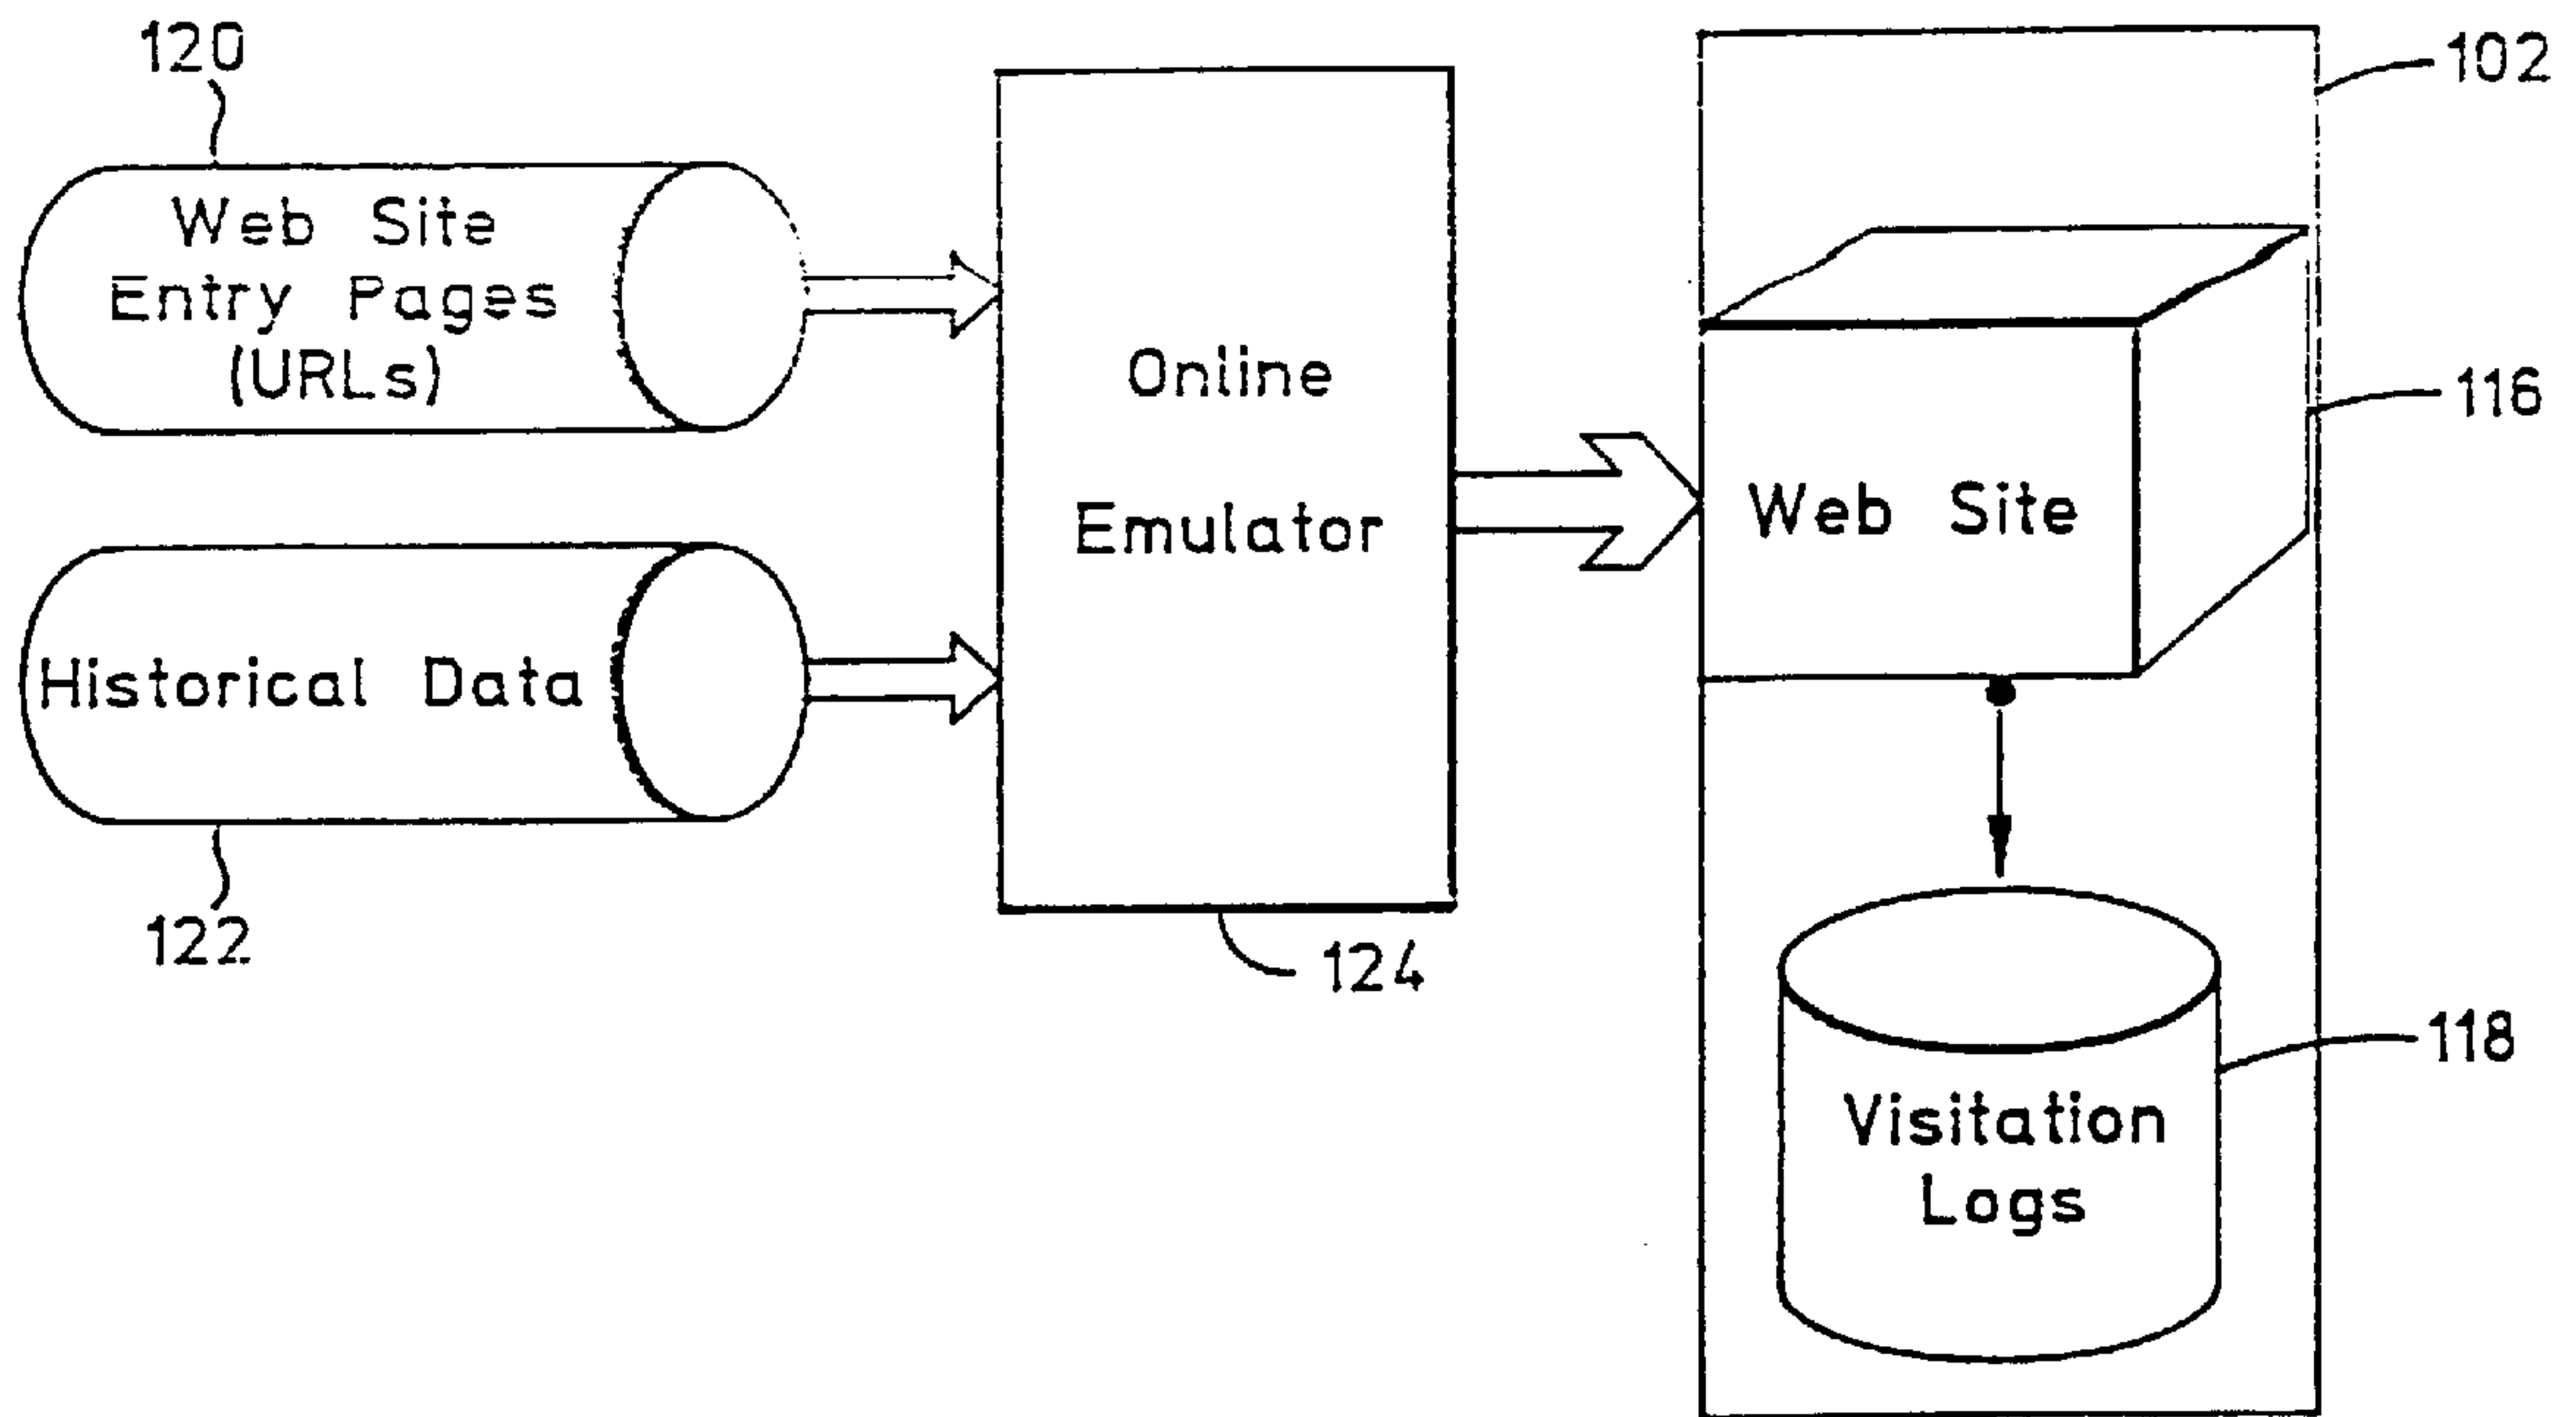 120
Web Site
Entry Pages
(URLs)
Historical Data
122
Online
Emulator
124
102
116
Web Site
118
Visitation
Logs